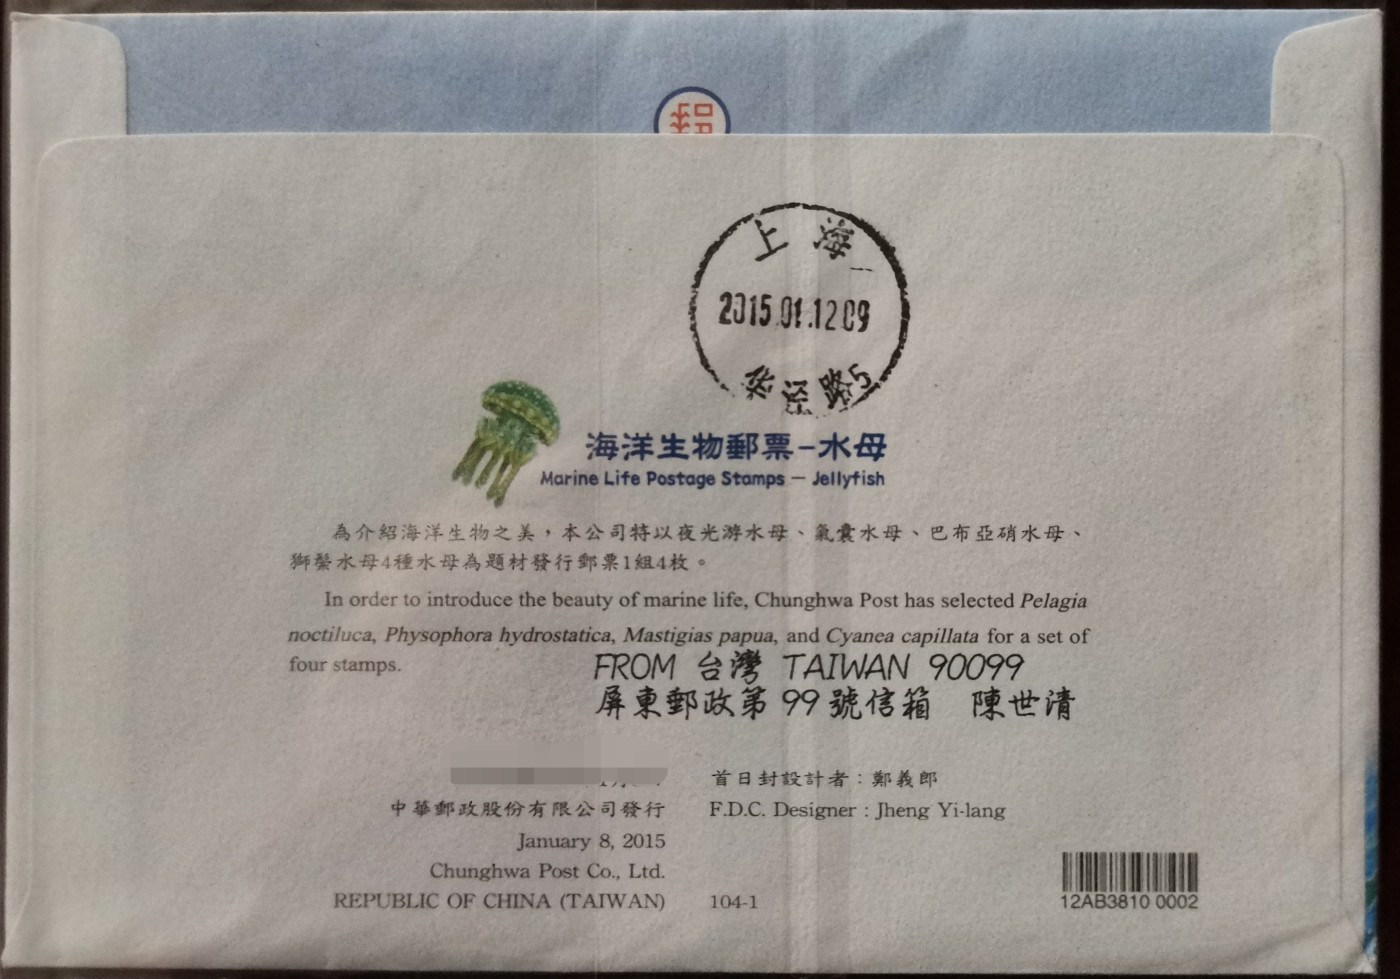 上海
2015.01.12 09
华泾路5
海洋生物郵票-水母
Marine Life Postage Stamps — Jellyfish
為介紹海洋生物之美，本公司特以夜光游水母、氣囊水母、巴布亞硝水母、
獅鬃水母4種水母為題材發行郵票1組4枚。
In order to introduce the beauty of marine life, Chunghwa Post has selected Pelagia
noctiluca, Physophora hydrostatica, Mastigias papua, and Cyanea capillata for a set of
four stamps.
FROM 台灣 TAIWAN 90099
屏東郵政第 99 號信箱 陳世清
中華郵政股份有限公司發行
January 8, 2015
Chunghwa Post Co., Ltd.
REPUBLIC OF CHINA (TAIWAN)
首日封設計者：鄭義郎
F.D.C. Designer : Jheng Yi-lang
104-1
12AB3810 0002